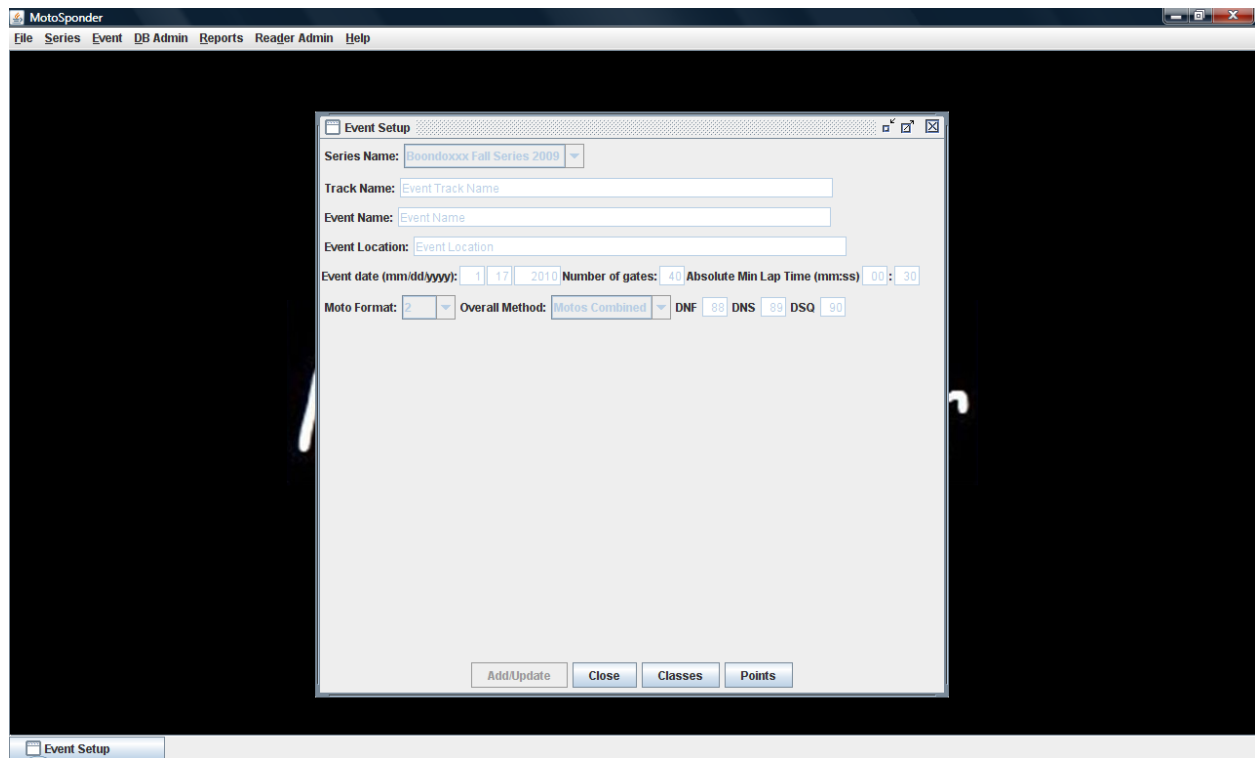 MotoSponder
File Series Event DB Admin Reports Reader Admin Help
Event Setup
Series Name: Boondoxxx Fall Series 2009
Track Name: Event Track Name
Event Name: Event Name
Event Location: Event Location
Event date (mm/dd/yyyy): 1 17 2010 Number of gates: 40 Absolute Min Lap Time (mm:ss) 00 : 30
Moto Format: 2 Overall Method: Motos Combined DNF 88 DNS 89 DSQ 90
Add/Update Close Classes Points
Event Setup